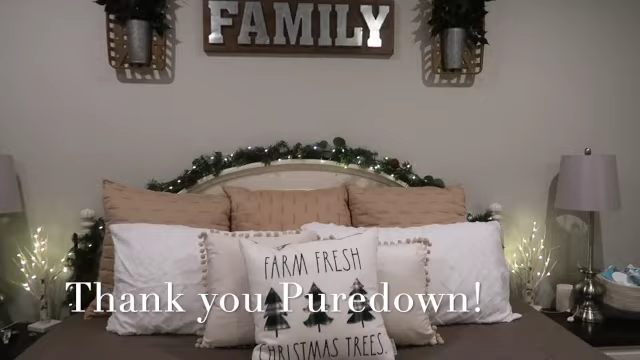 FAMILY
FARM FRESH
Thank you Puredown!
CHRISTMAS TREES.